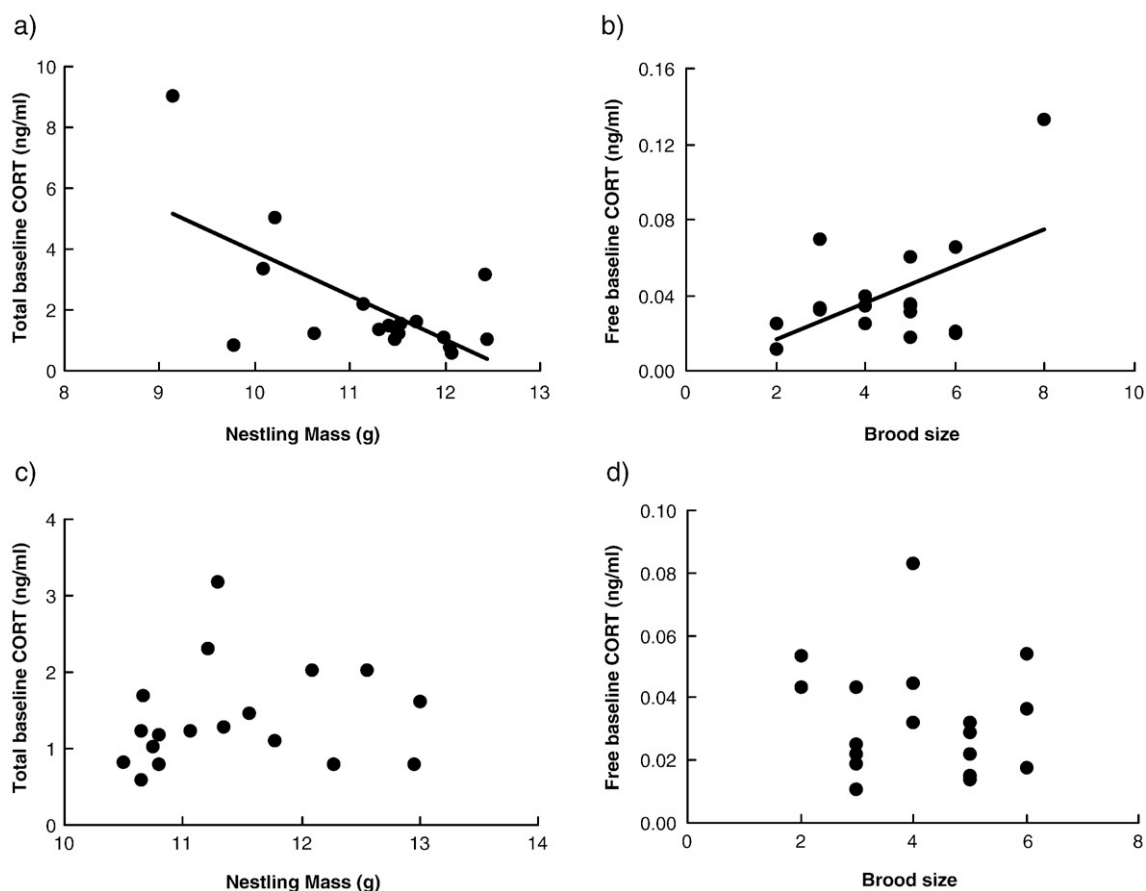 a)
Total baseline CORT (ng/ml)
10
8
6
4
2
0
8 9 10 11 12 13
Nestling Mass (g)
b)
Free baseline CORT (ng/ml)
0.16
0.12
0.08
0.04
0.00
0 2 4 6 8 10
Brood size
c)
Total baseline CORT (ng/ml)
4
3
2
1
0
10 11 12 13 14
Nestling Mass (g)
d)
Free baseline CORT (ng/ml)
0.10
0.08
0.06
0.04
0.02
0.00
0 2 4 6 8
Brood size